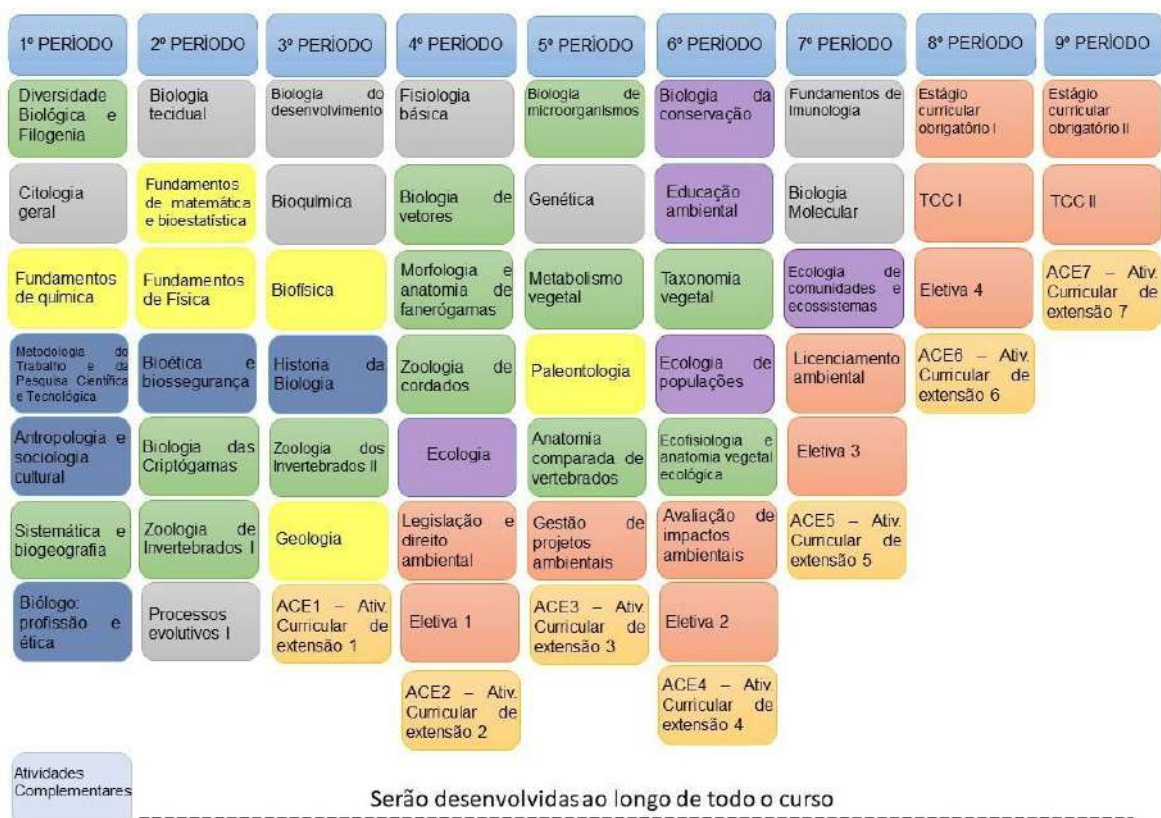 1º PERÍODO
2º PERÍODO
3º PERÍODO
4º PERÍODO
5º PERÍODO
6º PERÍODO
7º PERÍODO
8º PERÍODO
9º PERÍODO
Diversidade
Biológica e
Filogenia
Biologia
tecidual
Biologia do
desenvolvimento
Fisiologia
básica
Biologia de
microorganismos
Biologia da
conservação
Fundamentos de
Imunologia
Estágio
curricular
obrigatório I
Estágio
curricular
obrigatório II
Citologia
geral
Fundamentos
de matemática
e bioestatística
Bioquímica
Biologia de
vetores
Genética
Educação
ambiental
Biologia
Molecular
TCC I
TCC II
Fundamentos
de química
Fundamentos
de Física
Biofísica
Morfologia e
anatomia de
fanerógamas
Metabolismo
vegetal
Taxonomia
vegetal
Ecologia de
comunidades e
ecossistemas
Eletiva 4
ACE7 – Ativ.
Curricular de
extensão 7
Metodologia do
Trabalho e da
Pesquisa Científica
e Tecnológica
Bioética e
biossegurança
Historia da
Biologia
Zoologia de
cordados
Paleontologia
Ecologia de
populações
Licenciamento
ambiental
ACE6 – Ativ.
Curricular de
extensão 6
Antropologia e
sociologia
cultural
Biologia das
Criptógamas
Zoologia dos
Invertebrados II
Ecologia
Anatomia
comparada de
vertebrados
Ecofisiologia e
anatomia vegetal
ecológica
Eletiva 3
Sistemática e
biogeografia
Zoologia de
Invertebrados I
Geologia
Legislação e
direito
ambiental
Gestão de
projetos
ambientais
Avaliação de
impactos
ambientais
ACE5 – Ativ.
Curricular de
extensão 5
Biólogo:
profissão e
ética
Processos
evolutivos I
ACE1 – Ativ.
Curricular de
extensão 1
Eletiva 1
ACE3 – Ativ.
Curricular de
extensão 3
Eletiva 2
ACE2 – Ativ.
Curricular de
extensão 2
ACE4 – Ativ.
Curricular de
extensão 4
Atividades
Complementares
Serão desenvolvidas ao longo de todo o curso